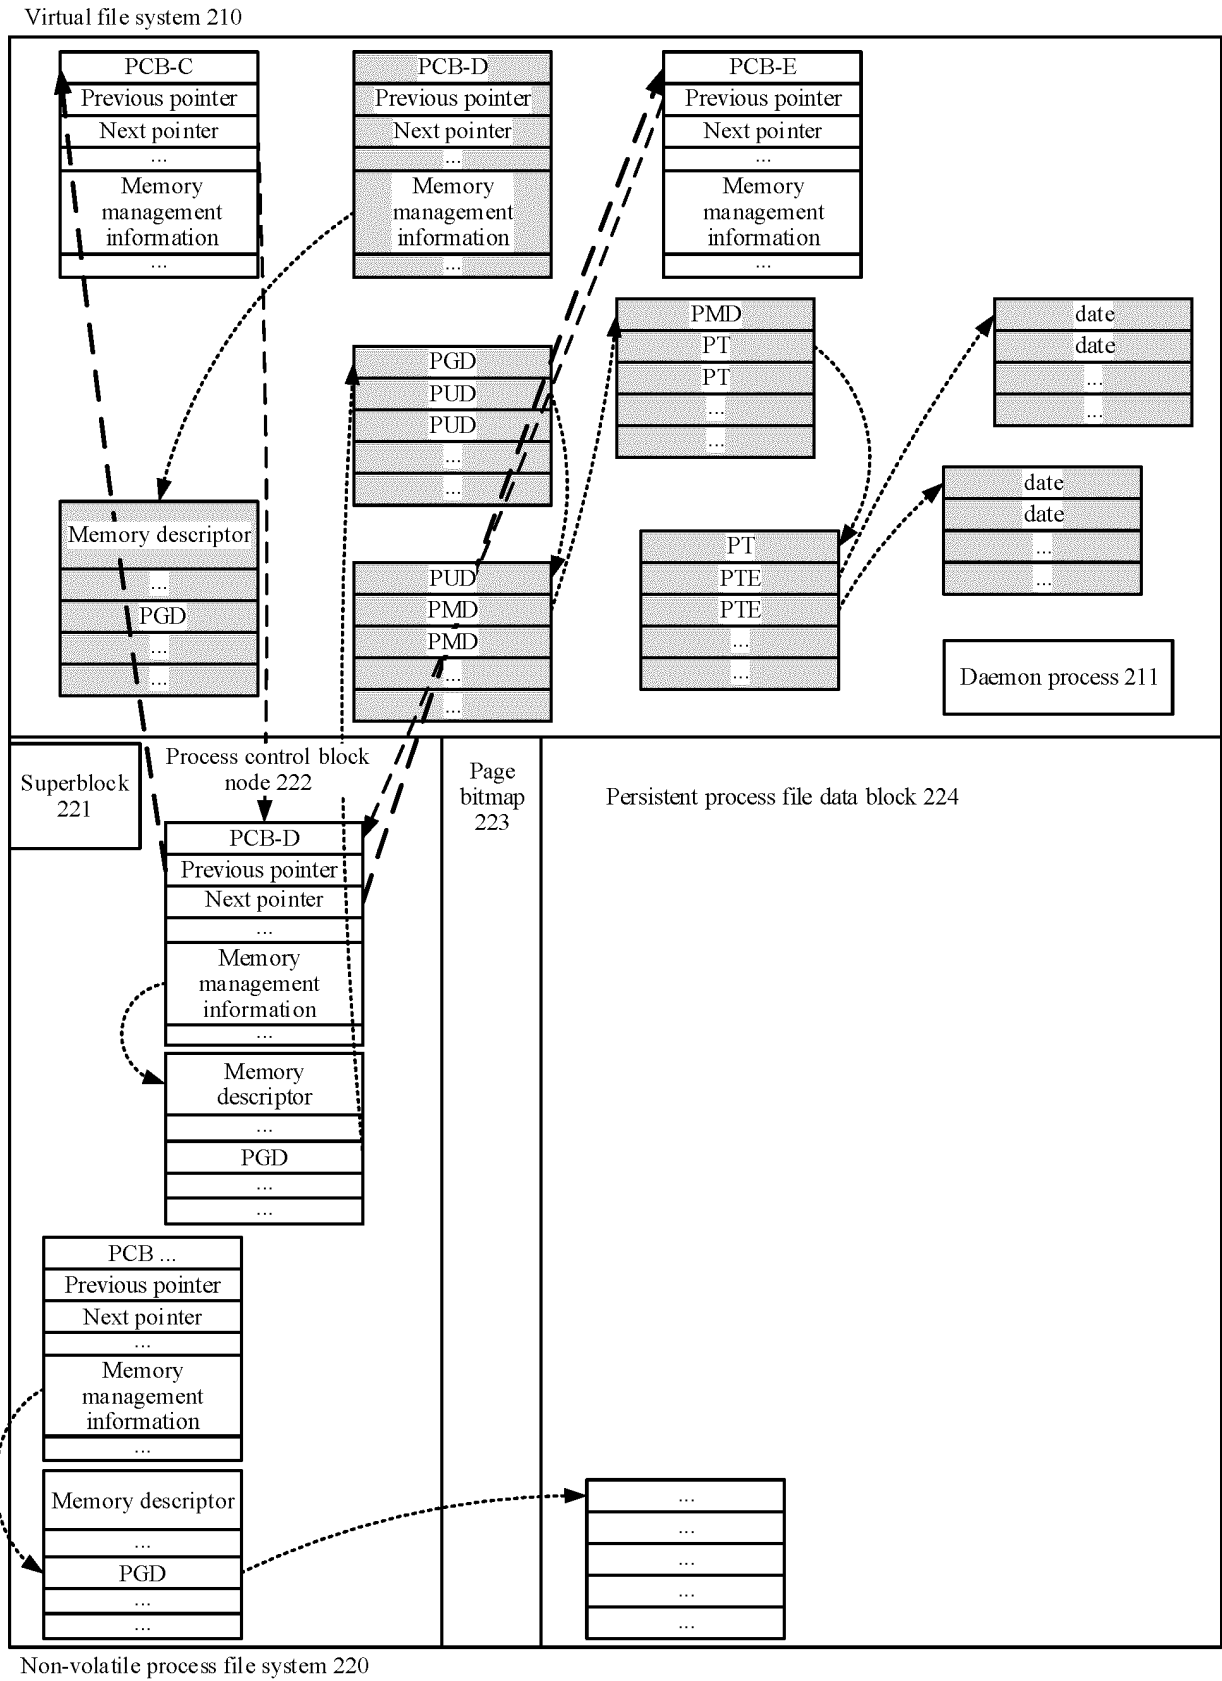 Virtual file system 210
PCB-C
Previous pointer
Next pointer
...
Memory
management
information
...
PCB-D
Previous pointer
Next pointer
...
Memory
management
information
...
PCB-E
Previous pointer
Next pointer
...
Memory
management
information
...
Memory descriptor
...
PGD
...
...
PGD
PUD
PUD
...
...
PUD
PMD
PMD
...
...
PMD
PT
PT
...
...
PT
PTE
PTE
...
...
date
date
...
...
date
date
...
...
Daemon process 211
Superblock
221
Process control block
node 222
Page
bitmap
223
Persistent process file data block 224
PCB-D
Previous pointer
Next pointer
...
Memory
management
information
...
Memory
descriptor
...
PGD
...
...
PCB ...
Previous pointer
Next pointer
...
Memory
management
information
...
Memory descriptor
...
PGD
...
...
...
...
...
...
...
Non-volatile process file system 220